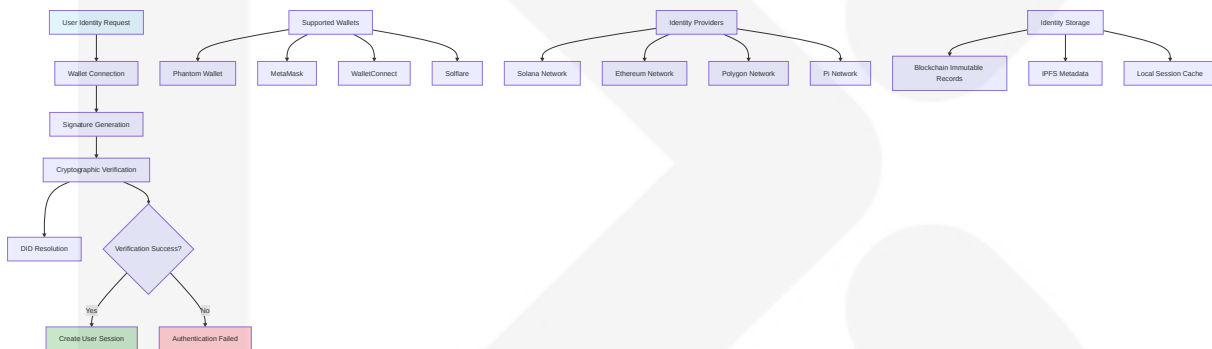 User Identity Request
Supported Wallets
Identity Providers
Identity Storage
Wallet Connection
Phantom Wallet
MetaMask
WalletConnect
Solflare
Solana Network
Ethereum Network
Polygon Network
Pi Network
Blockchain Immutable
Records
IPFS Metadata
Local Session Cache
Signature Generation
Cryptographic Verification
DID Resolution
Verification Success?
Yes
No
Create User Session
Authentication Failed